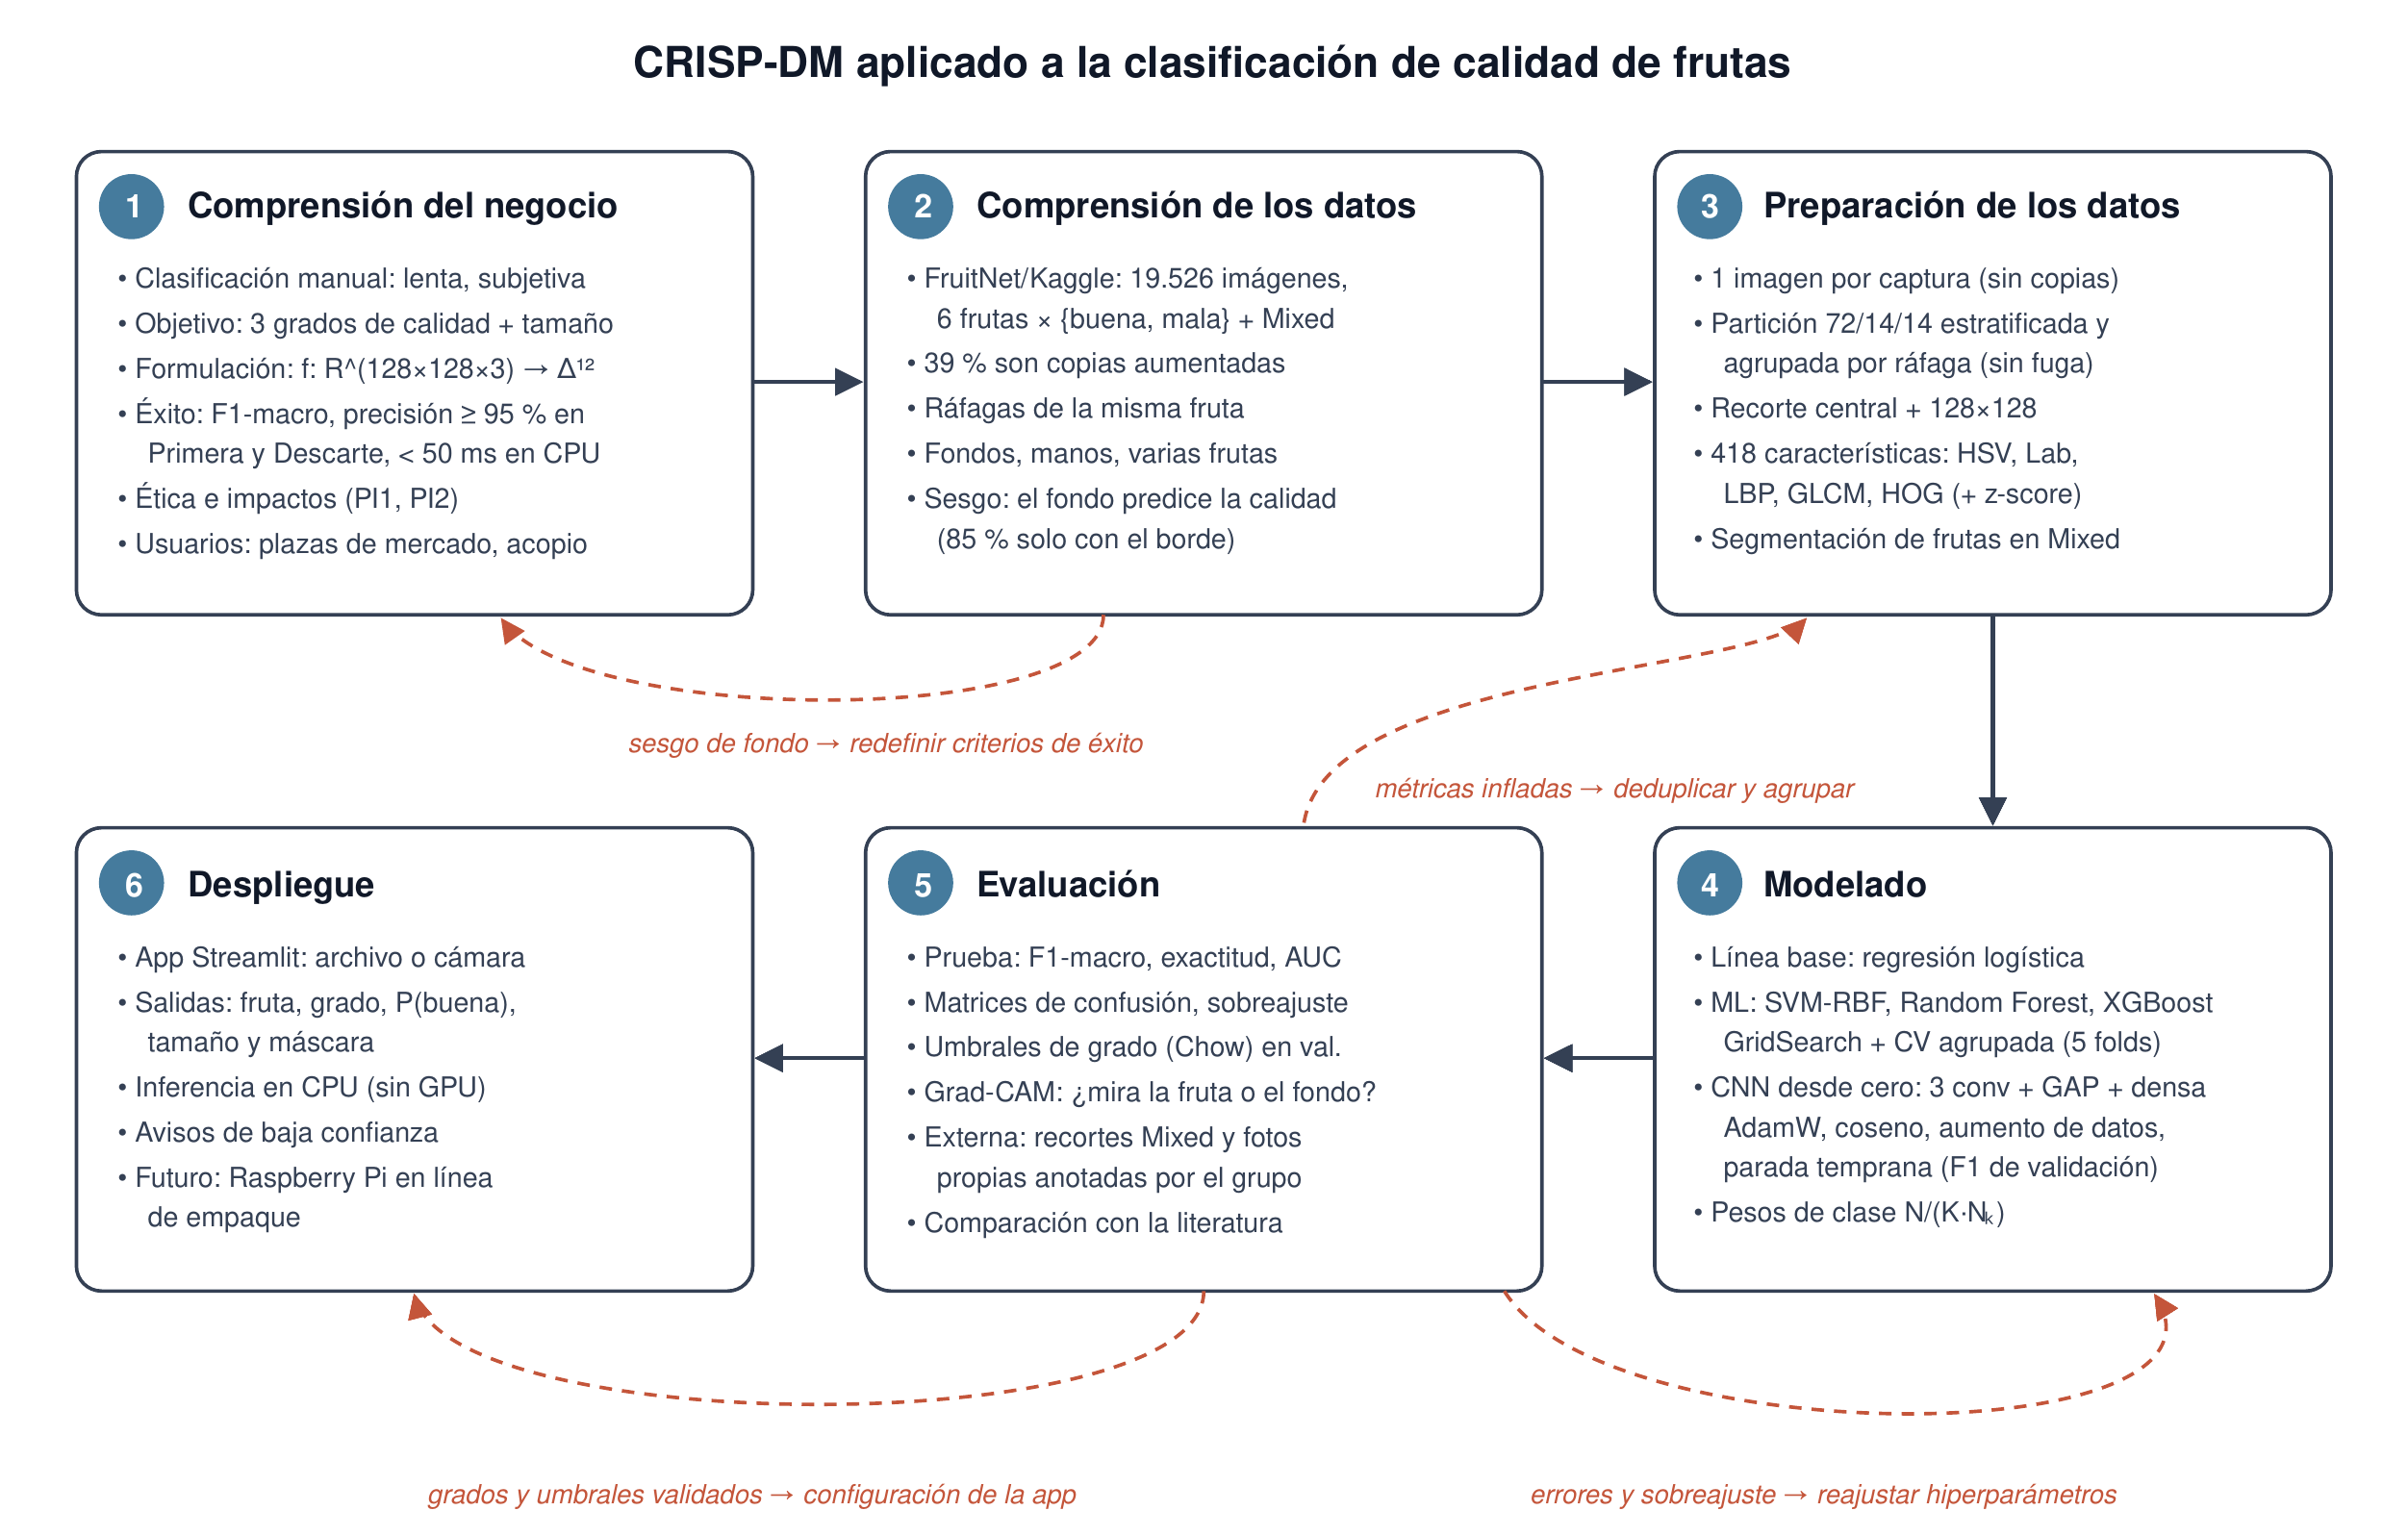 CRISP-DM aplicado a la clasificación de calidad de frutas
1 Comprensión del negocio
• Clasificación manual: lenta, subjetiva
• Objetivo: 3 grados de calidad + tamaño
• Formulación: f: R^(128×128×3) → Δ¹²
• Éxito: F1-macro, precisión ≥ 95 % en
Primera y Descarte, < 50 ms en CPU
• Ética e impactos (PI1, PI2)
• Usuarios: plazas de mercado, acopio
2 Comprensión de los datos
• FruitNet/Kaggle: 19.526 imágenes,
6 frutas × {buena, mala} + Mixed
• 39 % son copias aumentadas
• Ráfagas de la misma fruta
• Fondos, manos, varias frutas
• Sesgo: el fondo predice la calidad
(85 % solo con el borde)
3 Preparación de los datos
• 1 imagen por captura (sin copias)
• Partición 72/14/14 estratificada y
agrupada por ráfaga (sin fuga)
• Recorte central + 128×128
• 418 características: HSV, Lab,
LBP, GLCM, HOG (+ z-score)
• Segmentación de frutas en Mixed
sesgo de fondo → redefinir criterios de éxito
métricas infladas → deduplicar y agrupar
6 Despliegue
• App Streamlit: archivo o cámara
• Salidas: fruta, grado, P(buena),
tamaño y máscara
• Inferencia en CPU (sin GPU)
• Avisos de baja confianza
• Futuro: Raspberry Pi en línea
de empaque
5 Evaluación
• Prueba: F1-macro, exactitud, AUC
• Matrices de confusión, sobreajuste
• Umbrales de grado (Chow) en val.
• Grad-CAM: ¿mira la fruta o el fondo?
• Externa: recortes Mixed y fotos
propias anotadas por el grupo
• Comparación con la literatura
4 Modelado
• Línea base: regresión logística
• ML: SVM-RBF, Random Forest, XGBoost
GridSearch + CV agrupada (5 folds)
• CNN desde cero: 3 conv + GAP + densa
AdamW, coseno, aumento de datos,
parada temprana (F1 de validación)
• Pesos de clase N/(K·Nₖ)
grados y umbrales validados → configuración de la app
errores y sobreajuste → reajustar hiperparámetros